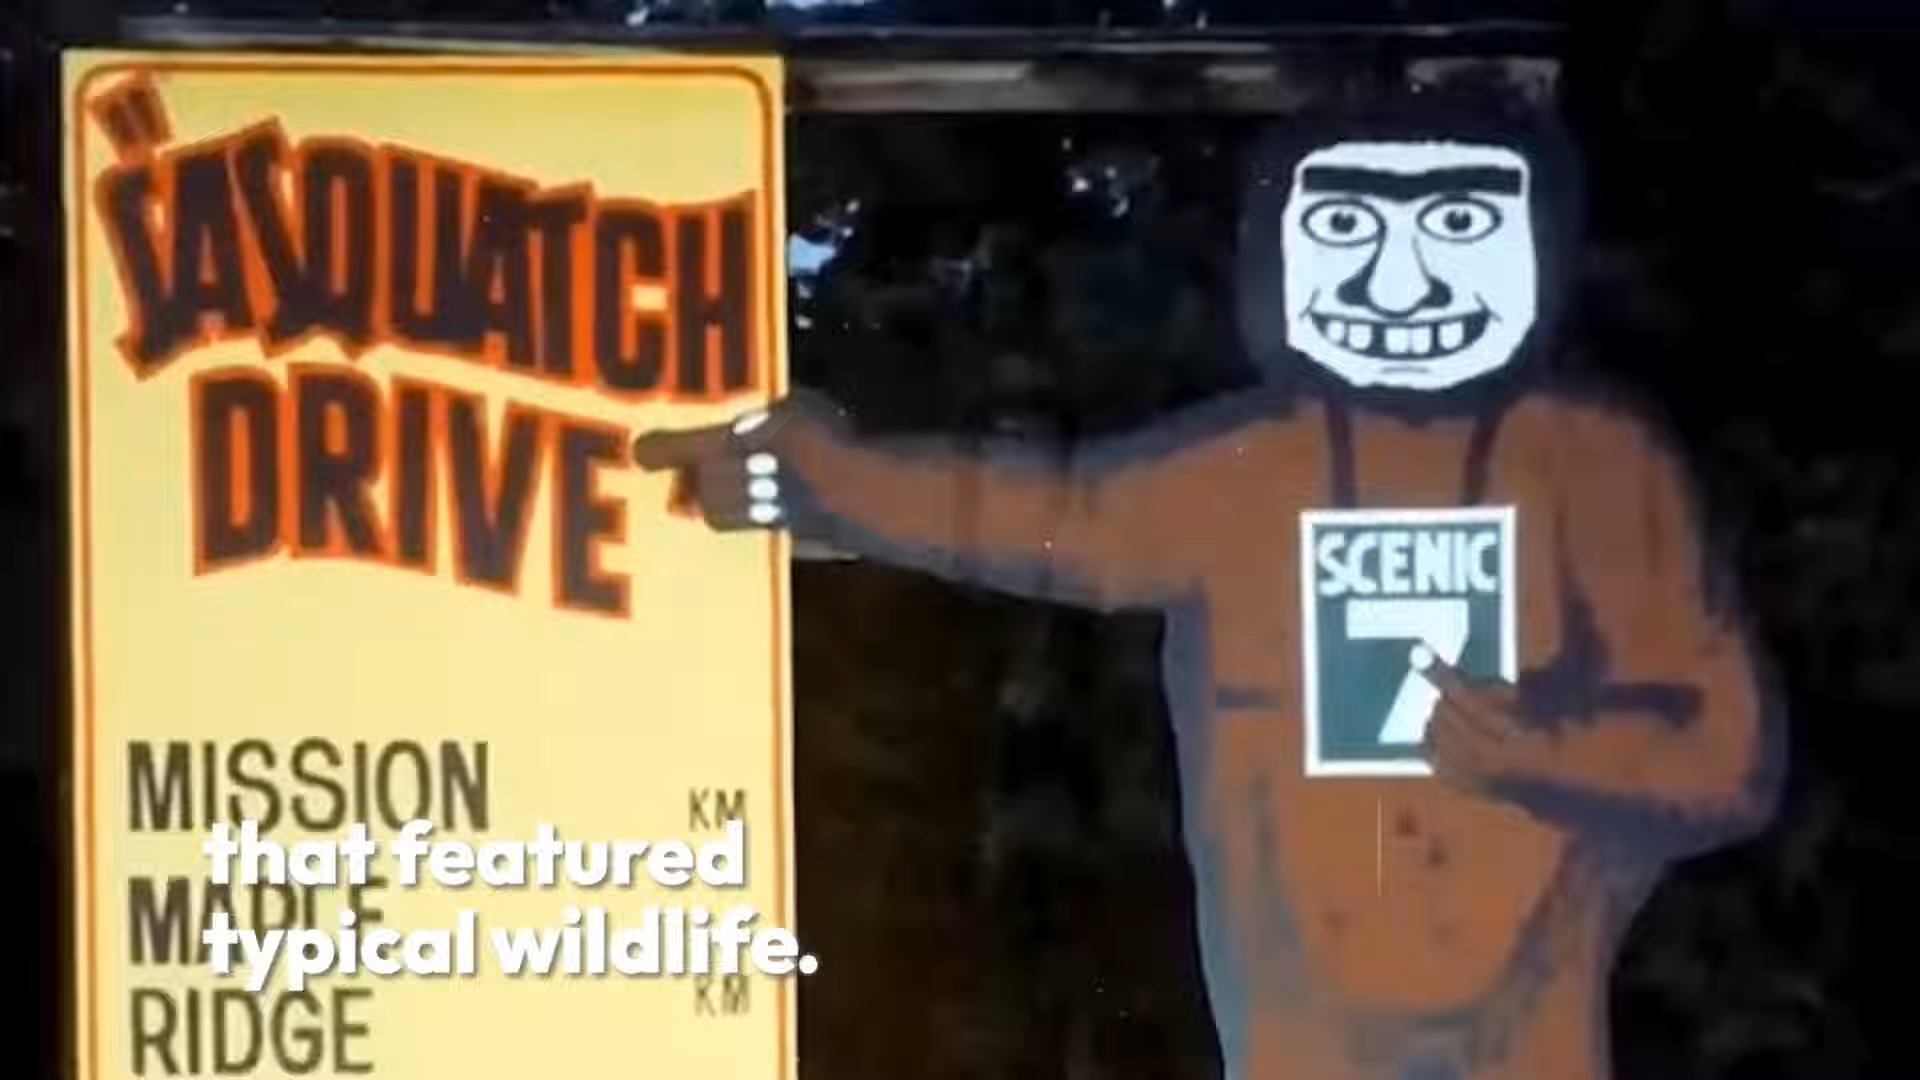 SASQUATCH
DRIVE
SCENIC
7
MISSION
KM
MAPLE
RIDGE
KM
that featured
typical wildlife.